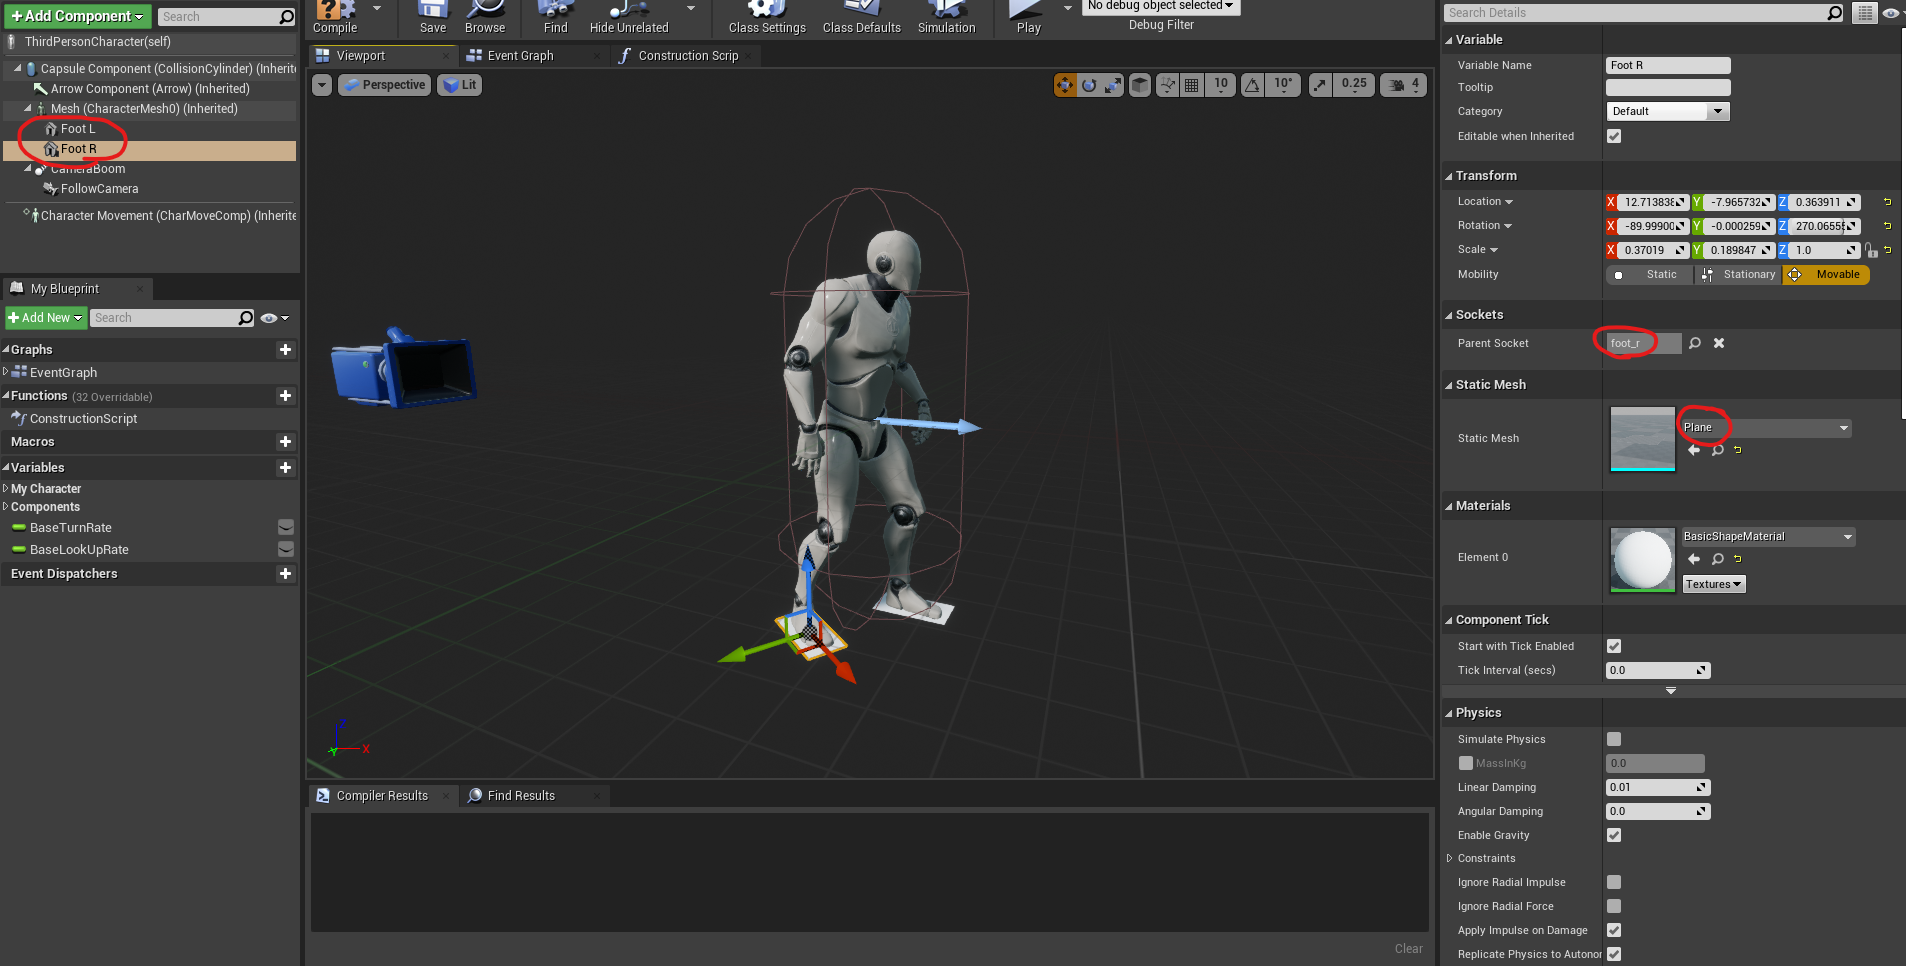 Add Component
Search
ThirdPersonCharacter(self)
Capsule Component (CollisionCylinder) (Inherite
Arrow Component (Arrow) (Inherited)
Mesh (CharacterMesh0) (Inherited)
Foot L
Foot R
CameraBoom
FollowCamera
Character Movement (CharMoveComp) (Inherite
My Blueprint
Add New
Search
Graphs
EventGraph
Functions (32 Overridable)
ConstructionScript
Macros
Variables
My Character
Components
BaseTurnRate
BaseLookUpRate
Event Dispatchers
Compile
Save
Browse
Find
Hide Unrelated
Class Settings
Class Defaults
Simulation
Play
No debug object selected
Debug Filter
Viewport
Event Graph
Construction Scrip
Perspective
Lit
10
10°
0.25
4
Z
X
Y
Compiler Results
Find Results
Clear
Search Details
Variable
Variable Name
Foot R
Tooltip
Category
Default
Editable when Inherited
Transform
Location
X 12.713838 Y -7.965732 Z 0.363911
Rotation
X -89.99900 Y -0.000259 Z 270.06555
Scale
X 0.37019 Y 0.189847 Z 1.0
Mobility
Static
Stationary
Movable
Sockets
Parent Socket
foot_r
Static Mesh
Static Mesh
Plane
Materials
Element 0
BasicShapeMaterial
Textures
Component Tick
Start with Tick Enabled
Tick Interval (secs)
0.0
Physics
Simulate Physics
MassInKg
0.0
Linear Damping
0.01
Angular Damping
0.0
Enable Gravity
Constraints
Ignore Radial Impulse
Ignore Radial Force
Apply Impulse on Damage
Replicate Physics to Autonor